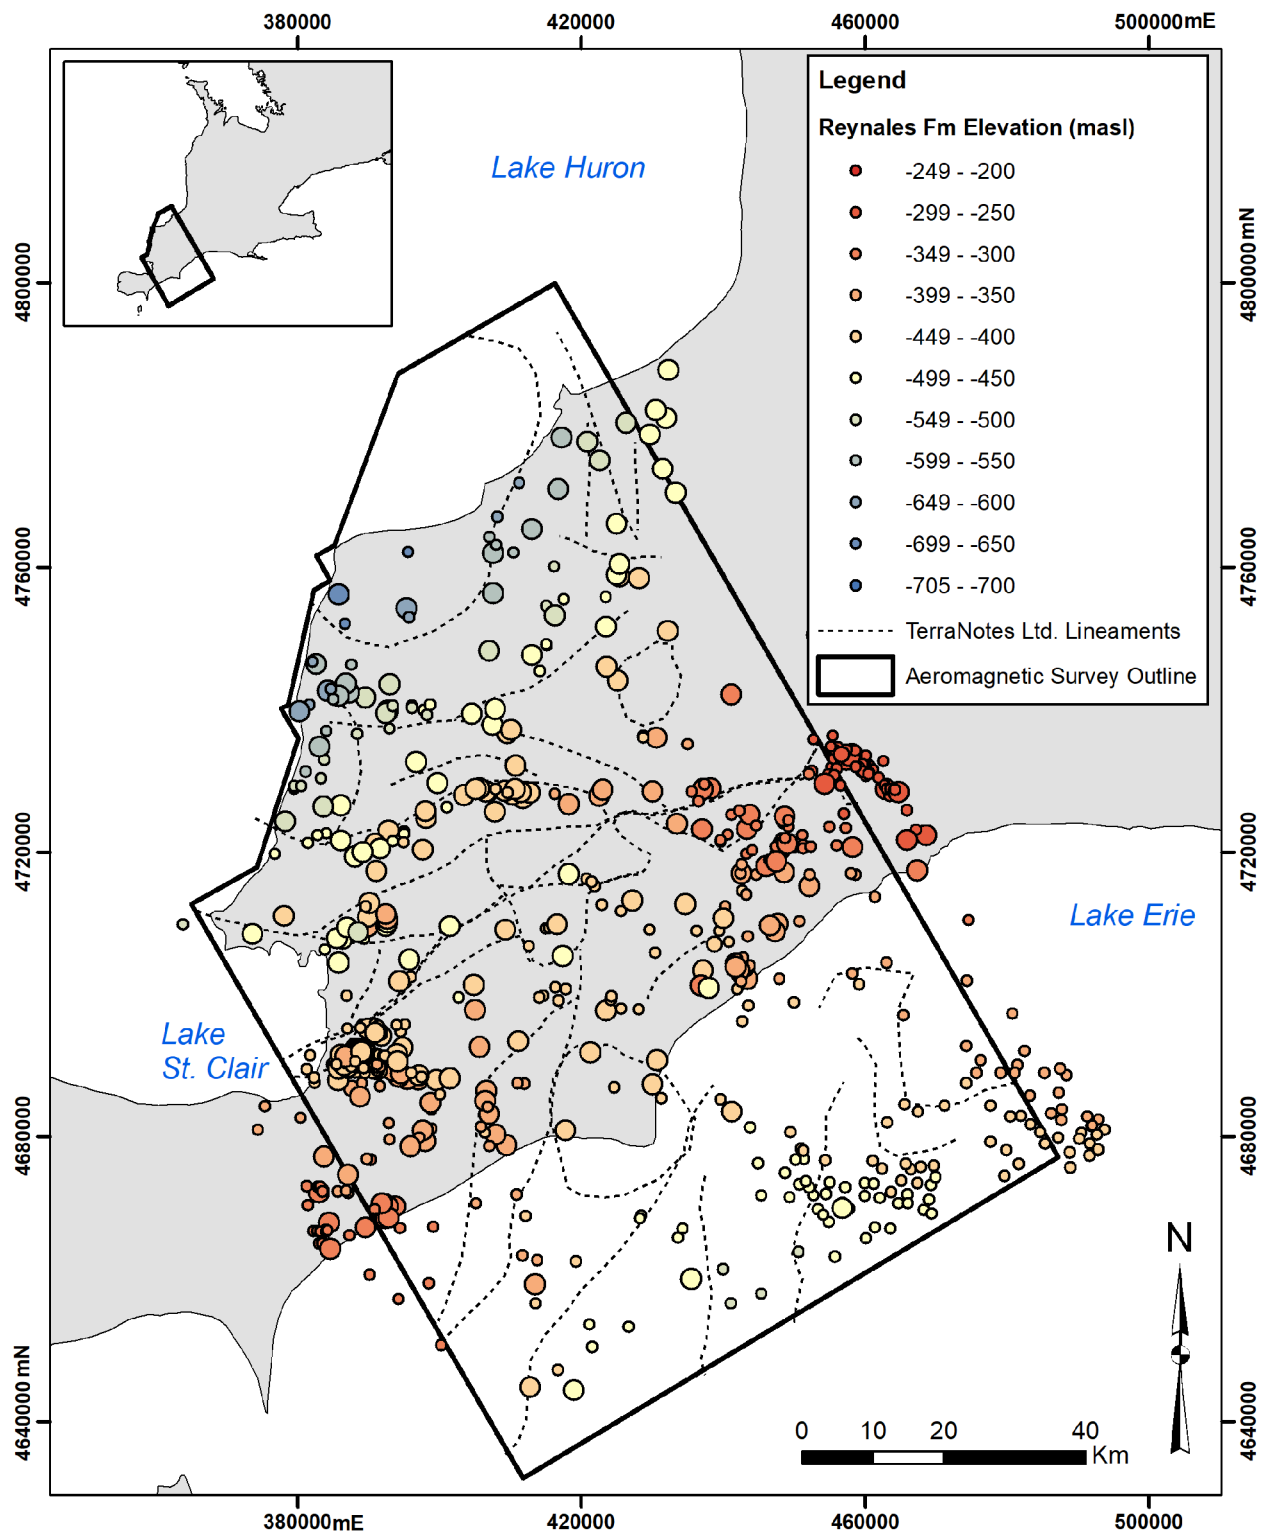 380000
420000
460000
500000mE
Legend
Reynales Fm Elevation (masl)
-249 - -200
-299 - -250
-349 - -300
-399 - -350
-449 - -400
-499 - -450
-549 - -500
-599 - -550
-649 - -600
-699 - -650
-705 - -700
TerraNotes Ltd. Lineaments
Aeromagnetic Survey Outline
Lake Huron
Lake Erie
Lake
St. Clair
4800000
4760000
4720000
4680000
4640000 mN
4800000 mN
4760000
4720000
4680000
4640000
N
0 10 20 40
Km
380000mE
420000
460000
500000